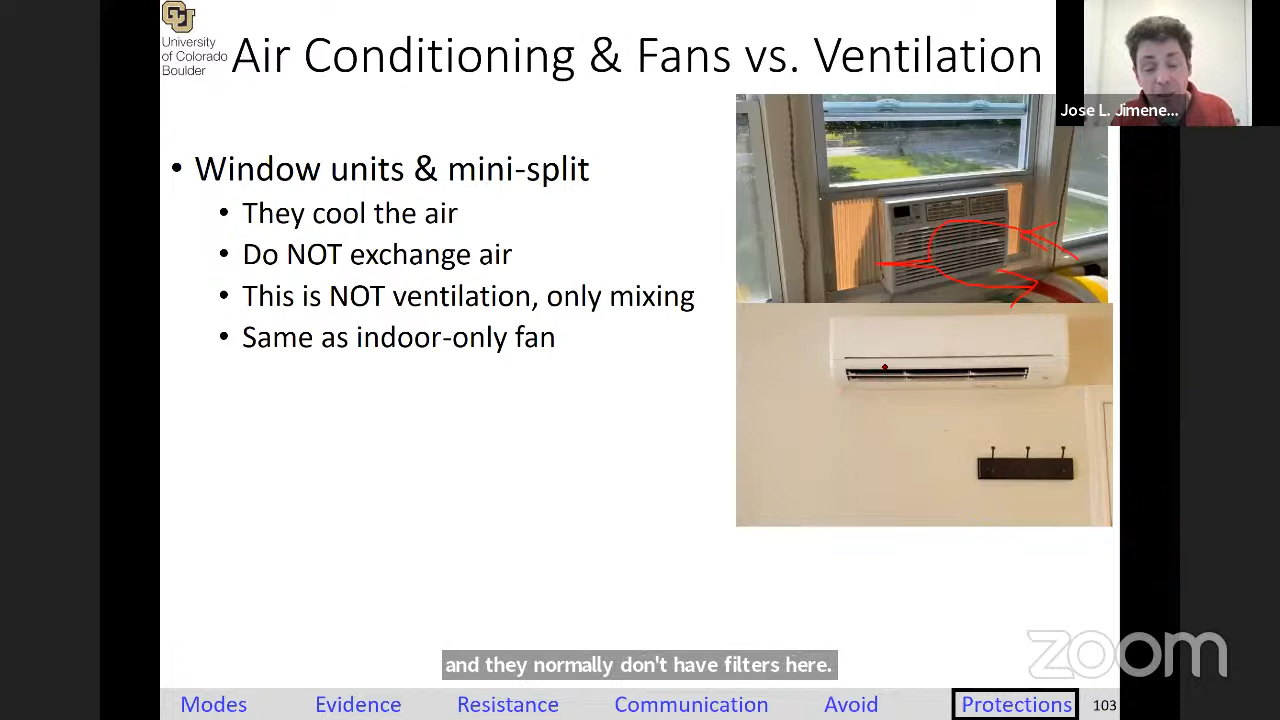 University
of Colorado
Boulder
Air Conditioning & Fans vs. Ventilation
Jose L. Jimene...
• Window units & mini-split
• They cool the air
• Do NOT exchange air
• This is NOT ventilation, only mixing
• Same as indoor-only fan
zoom
and they normally don't have filters here.
Modes Evidence Resistance Communication Avoid Protections 103